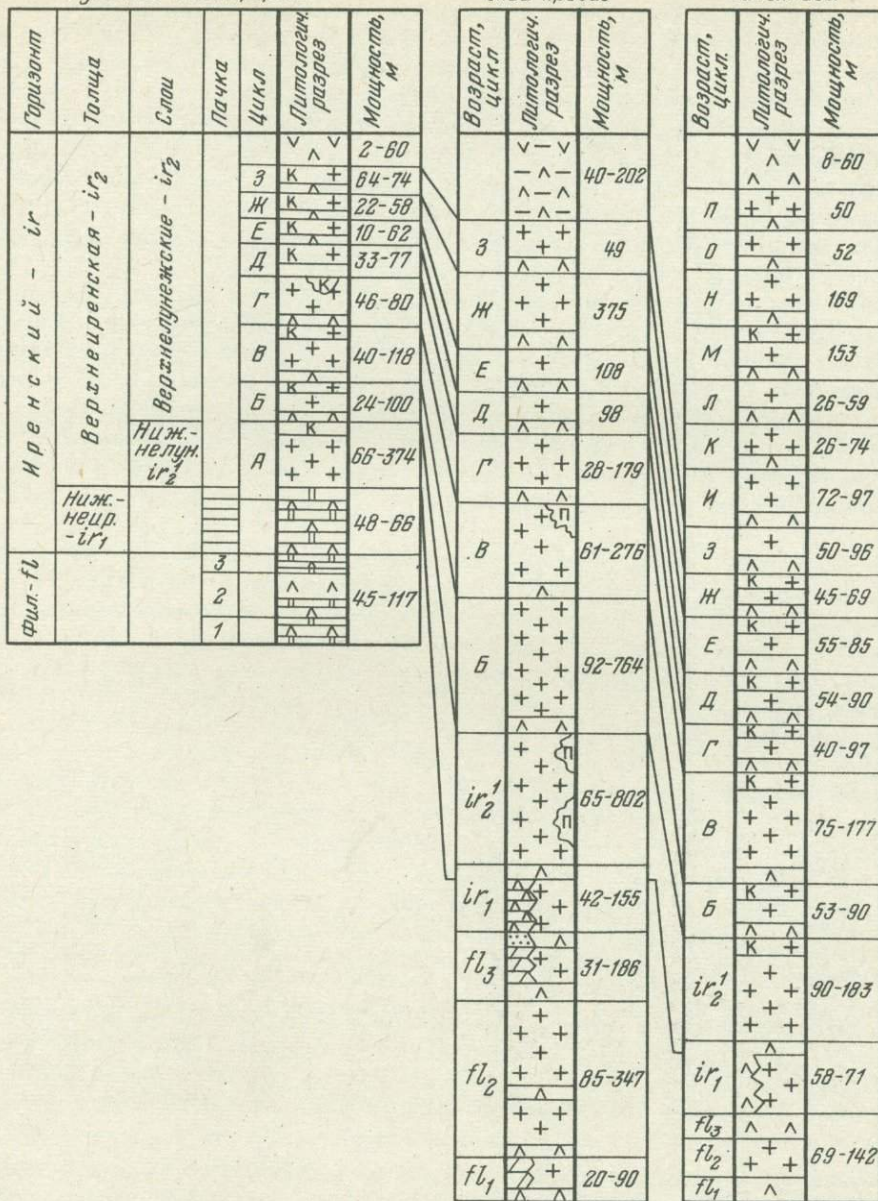 Горизонт Толща Слои Пачка Цикл Литологич. разрез Мощность, м
Иренский - ir
Верхнеиренская - ir2
Верхнелунежские - ir2
2-60
З К 64-74
Ж К 22-58
Е К 10-62
Д К 33-77
Г К 46-80
В К 40-118
Б К 24-100
Ниж-
нелун.
ir2^1
А К 66-374
Ниж-
неир.
-ir1
48-66
Фил.-fl
3
2
1
45-117
Возраст, цикл Литологич. разрез Мощность, м
40-202
З 49
Ж 375
Е 108
Д 98
Г 28-179
В П 61-276
Б 92-764
ir2^1 П П 65-802
ir1 42-155
fl3 31-186
fl2 85-347
fl1 20-90
Возраст, цикл. Литологич. разрез Мощность, м
8-60
П 50
О 52
Н 169
М К 153
Л 26-59
К 26-74
И 72-97
З 50-96
Ж К 45-69
Е К 55-85
Д К 54-90
Г К 40-97
В К 75-177
Б К 53-90
ir2^1 К 90-183
ir1 58-71
fl3
fl2 69-142
fl1